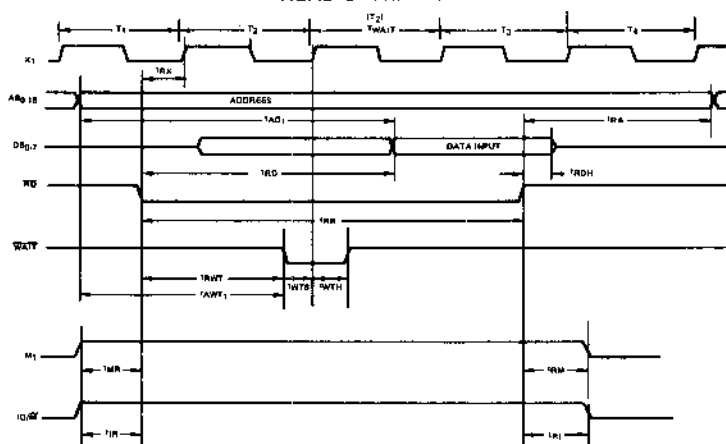 T1 T2 (T2) TWAIT T3 T4
X1
tRX
AB0-15 ADDRESS
tAD1 tRA
DB0-7 DATA INPUT
tRD tRDH
RD
tRR
WAIT
tRWT tWTS tWTH
tAWT1
M1
tMR tRM
IO/M
tIR tRI